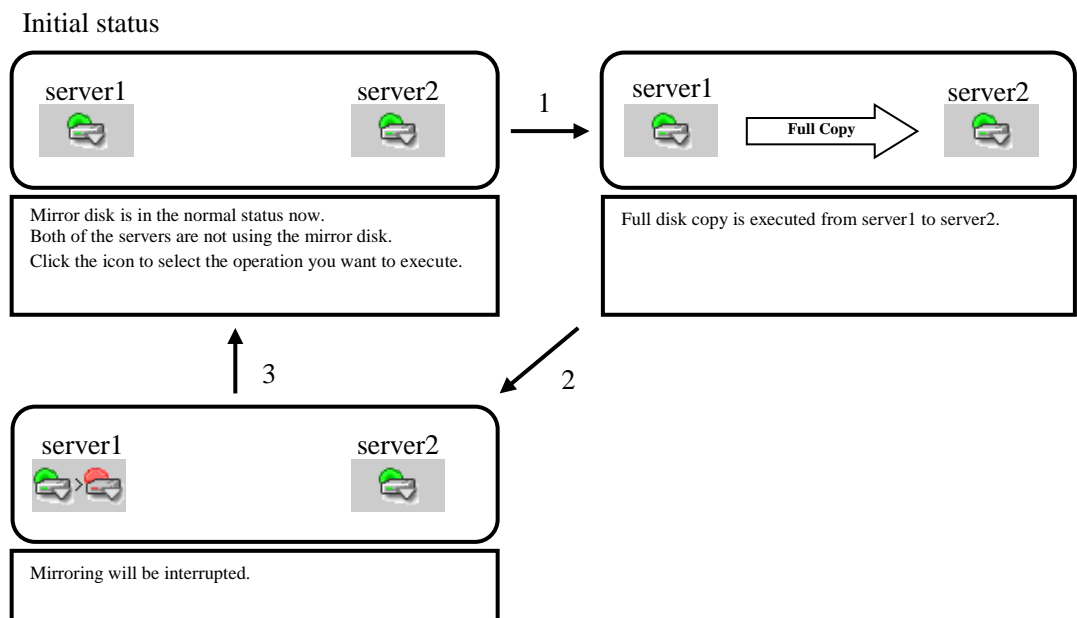 Initial status
server1
server2
1
server1
Full Copy
server2
Mirror disk is in the normal status now.
Both of the servers are not using the mirror disk.
Click the icon to select the operation you want to execute.
Full disk copy is executed from server1 to server2.
3
2
server1
>
server2
Mirroring will be interrupted.